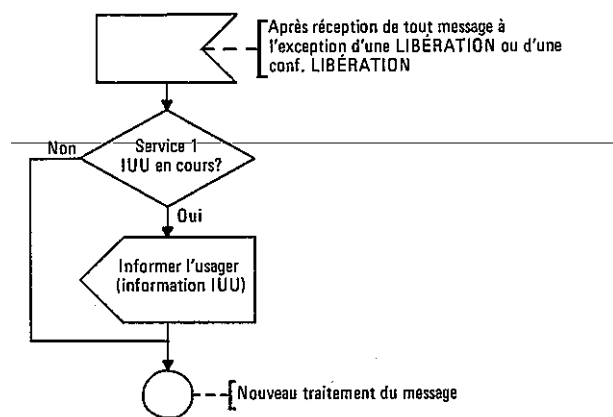 Après réception de tout message à
l'exception d'une LIBÉRATION ou d'une
conf. LIBÉRATION
Non
Service 1
IUU en cours?
Oui
Informer l'usager
(information IUU)
Nouveau traitement du message